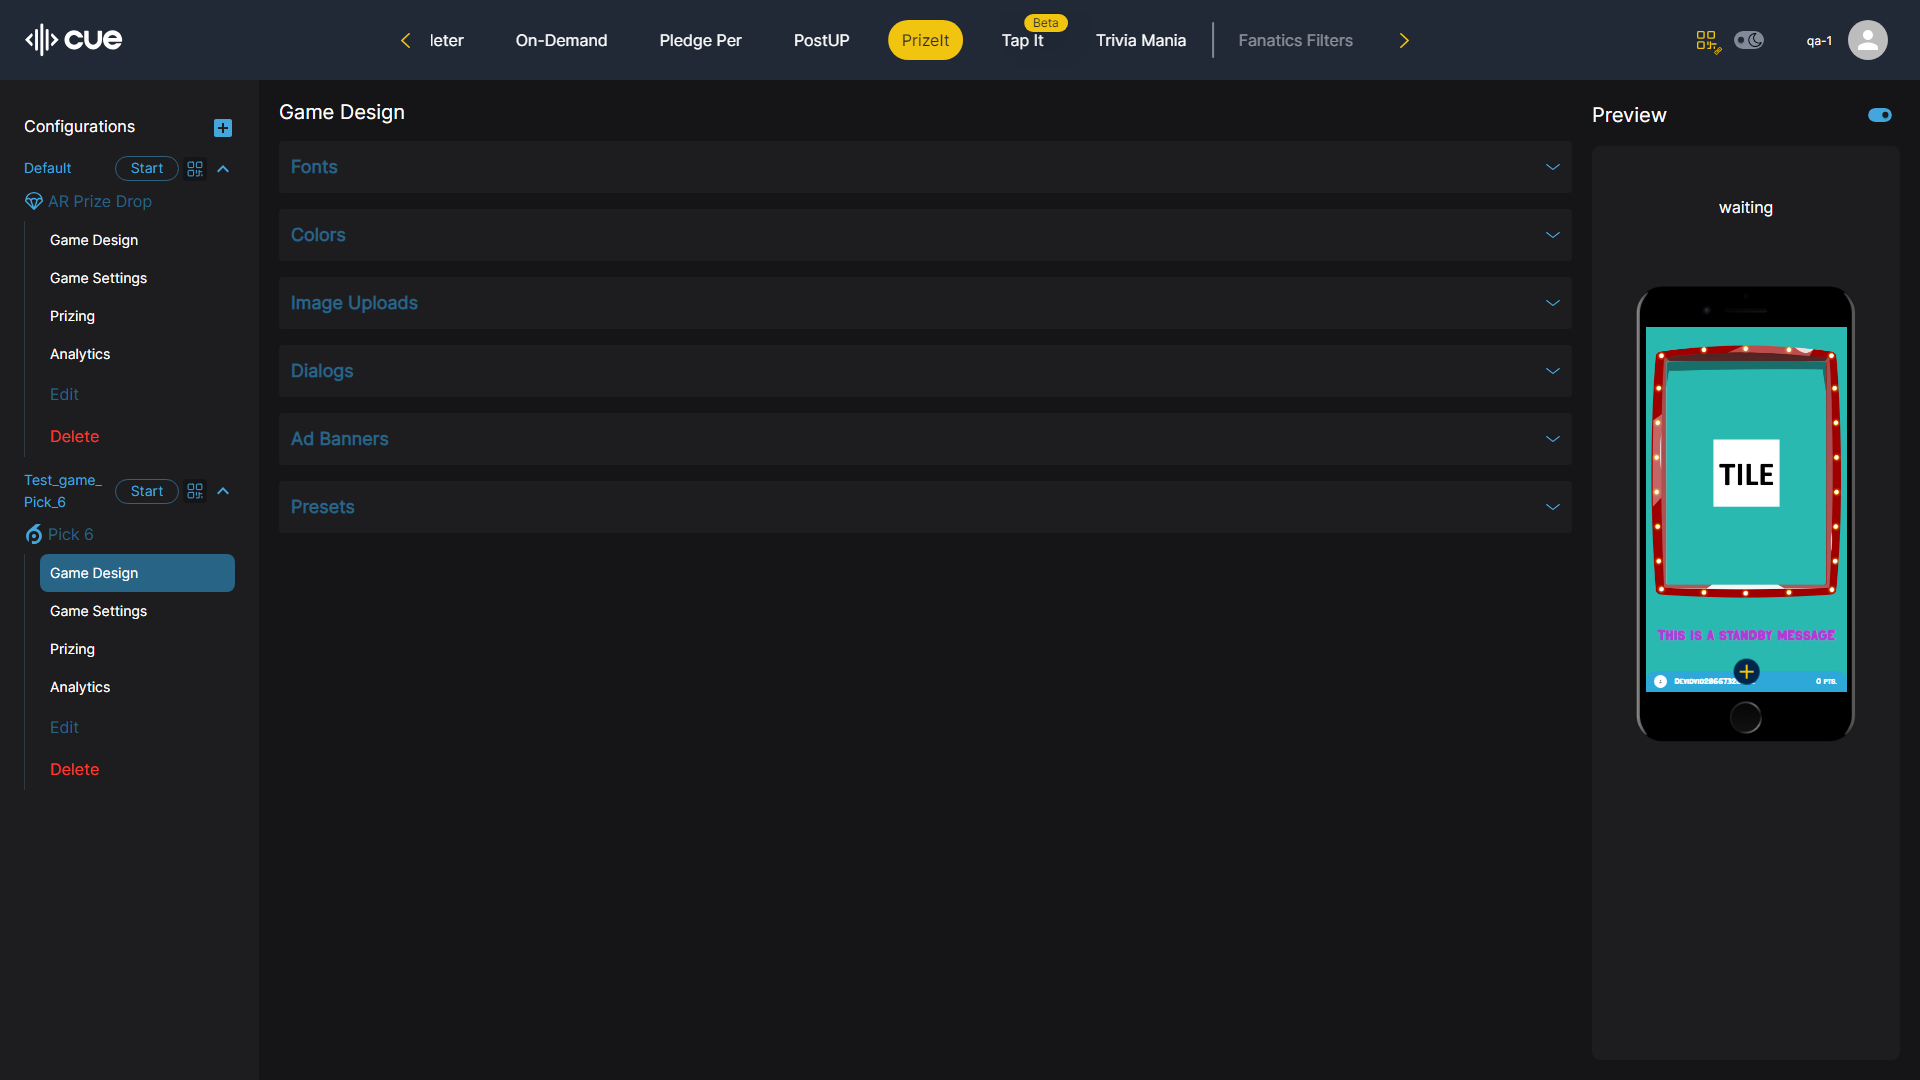 cue
leter
On-Demand
Pledge Per
PostUP
PrizeIt
Beta
Tap It
Trivia Mania
Fanatics Filters
qa-1
Configurations
Default
Start
AR Prize Drop
Game Design
Game Settings
Prizing
Analytics
Edit
Delete
Test_game_
Pick_6
Start
Pick 6
Game Design
Game Settings
Prizing
Analytics
Edit
Delete
Game Design
Fonts
Colors
Image Uploads
Dialogs
Ad Banners
Presets
Preview
waiting
TILE
THIS IS A STANDBY MESSAGE
0 PTS.